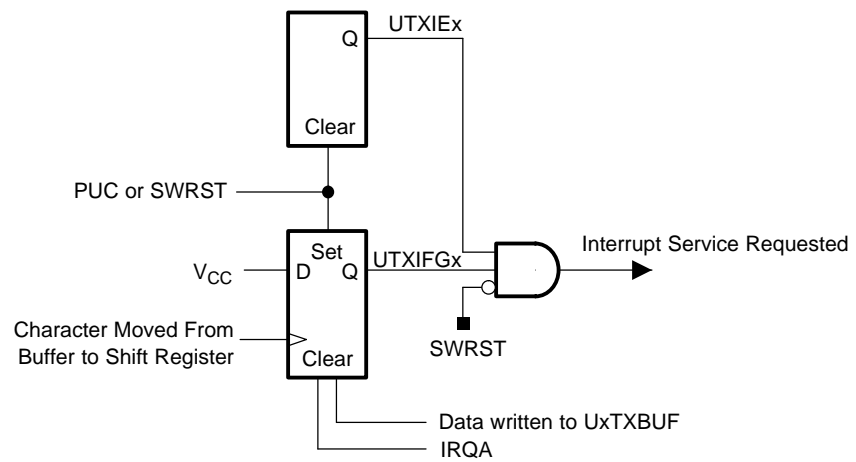 UTXIEx
Q
Clear
PUC or SWRST
Set
UTXIFGx
Interrupt Service Requested
VCC
D
Q
Character Moved From
Buffer to Shift Register
SWRST
Clear
Data written to UxTXBUF
IRQA